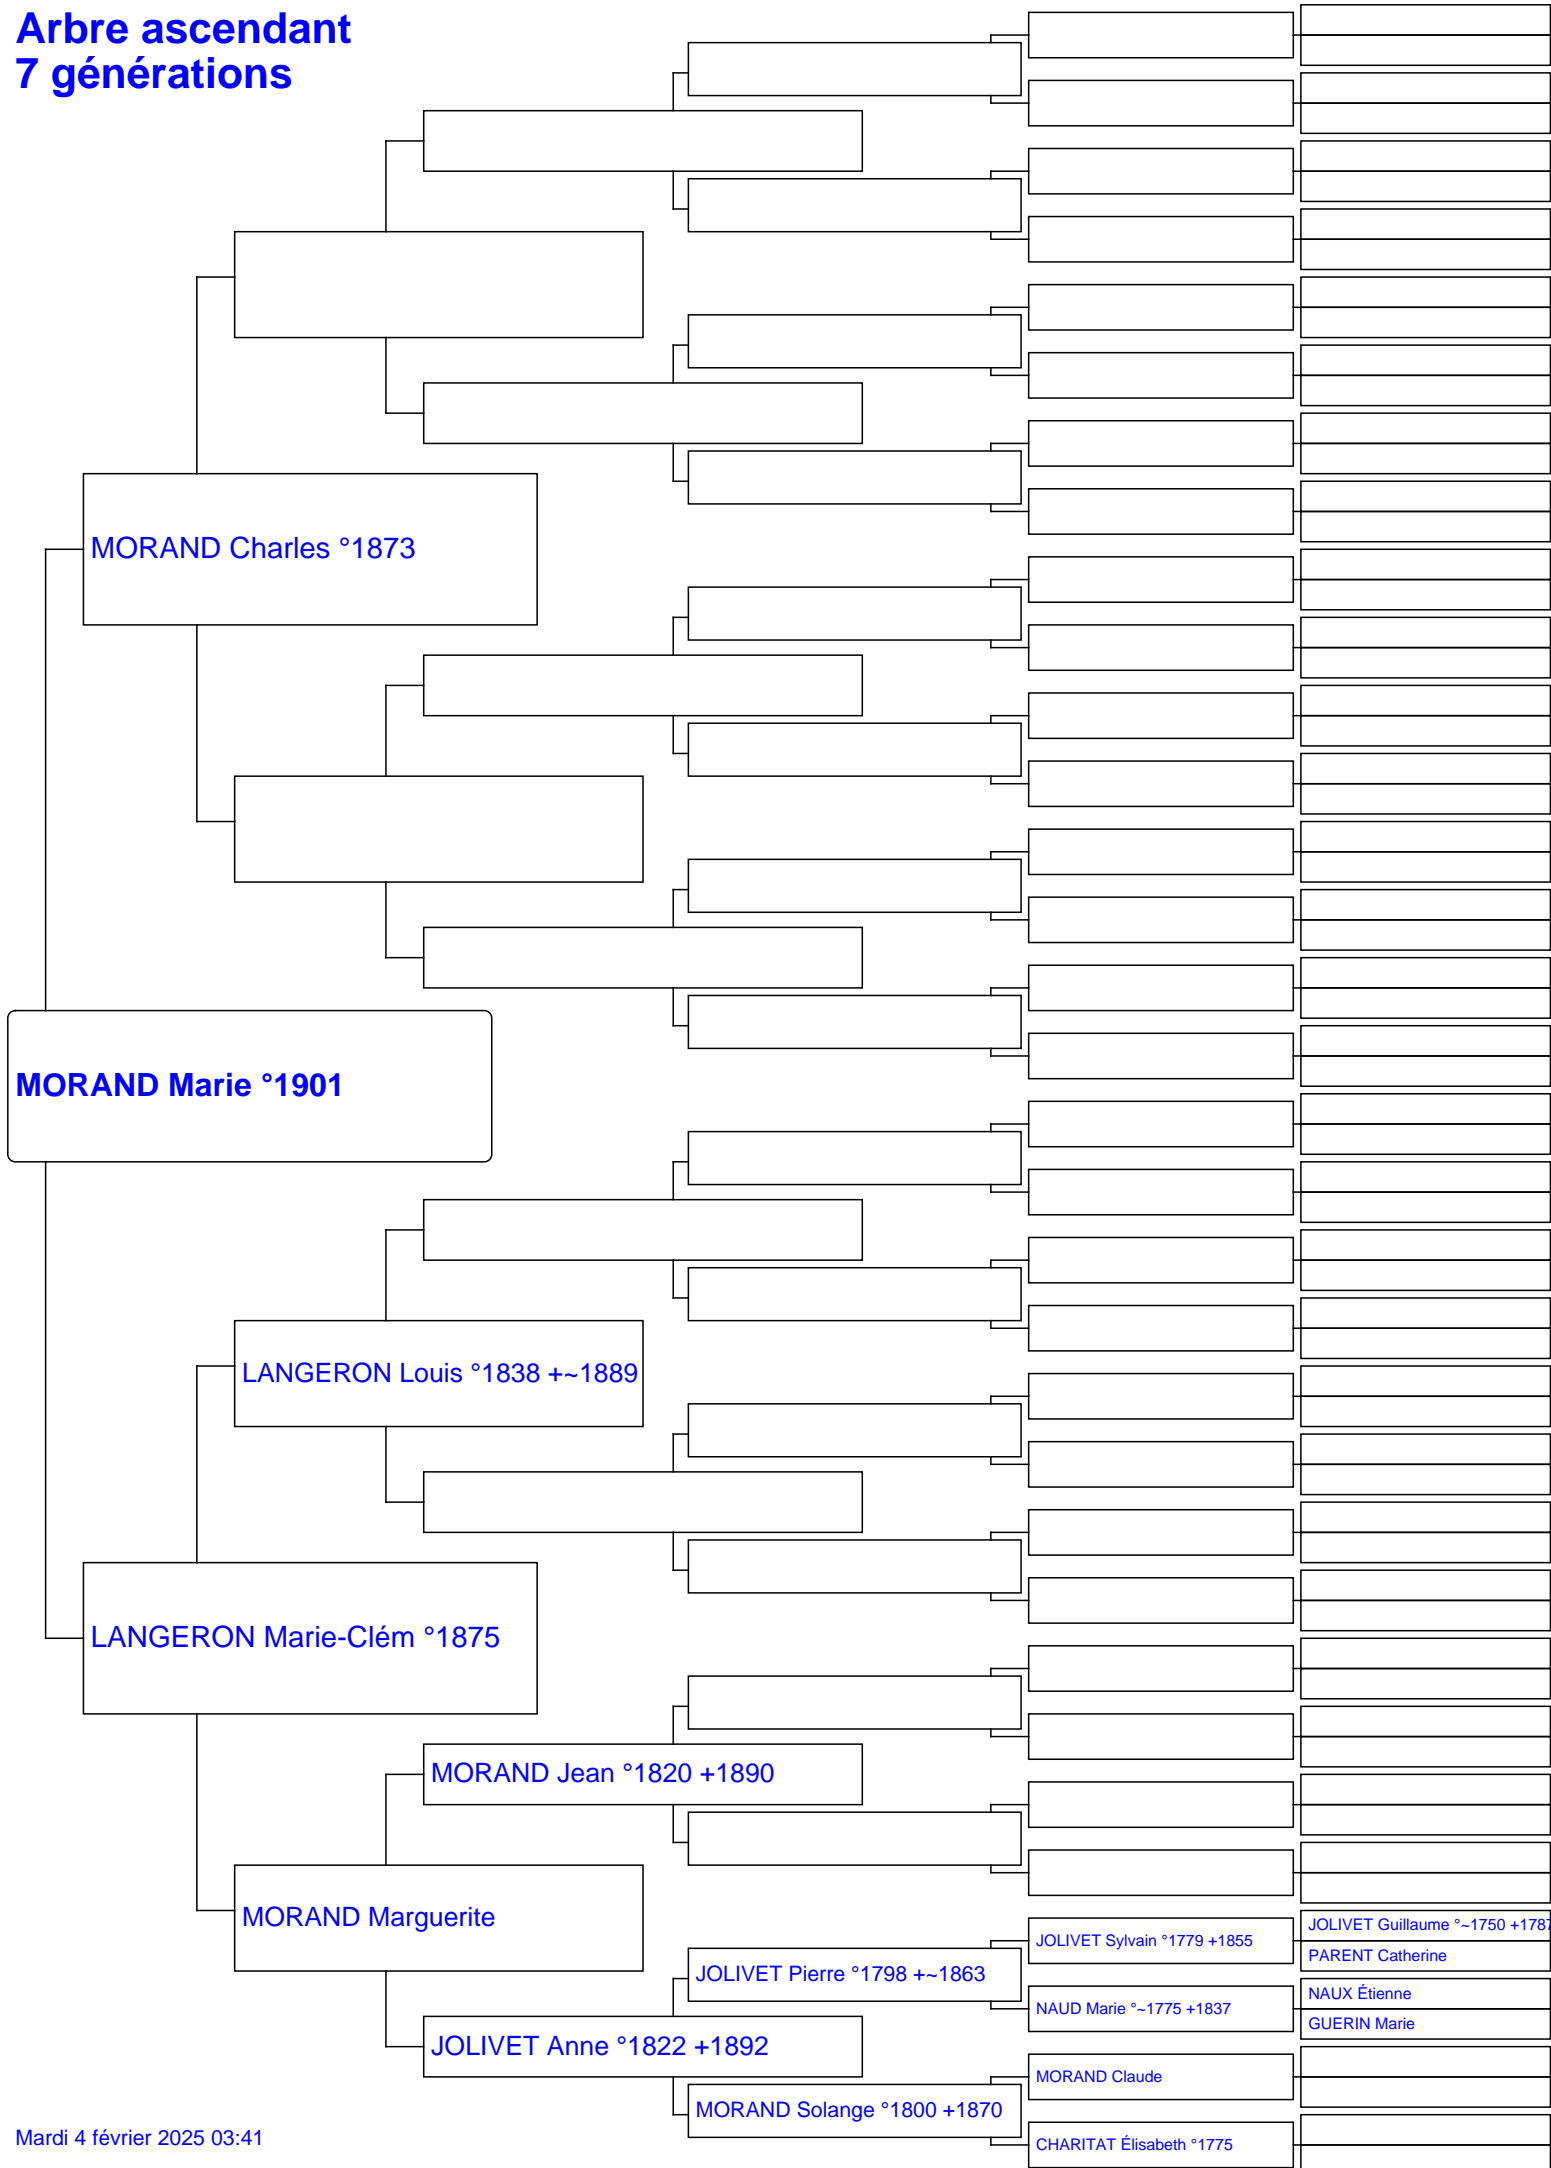 Arbre ascendant
7 générations
MORAND Charles °1873
MORAND Marie °1901
LANGERON Louis °1838 +~1889
LANGERON Marie-Clém °1875
MORAND Jean °1820 +1890
MORAND Marguerite
JOLIVET Guillaume °~1750 +1787
JOLIVET Sylvain °1779 +1855
PARENT Catherine
JOLIVET Pierre °1798 +~1863
NAUX Étienne
NAUD Marie °~1775 +1837
GUERIN Marie
JOLIVET Anne °1822 +1892
MORAND Claude
MORAND Solange °1800 +1870
CHARITAT Élisabeth °1775
Mardi 4 février 2025 03:41